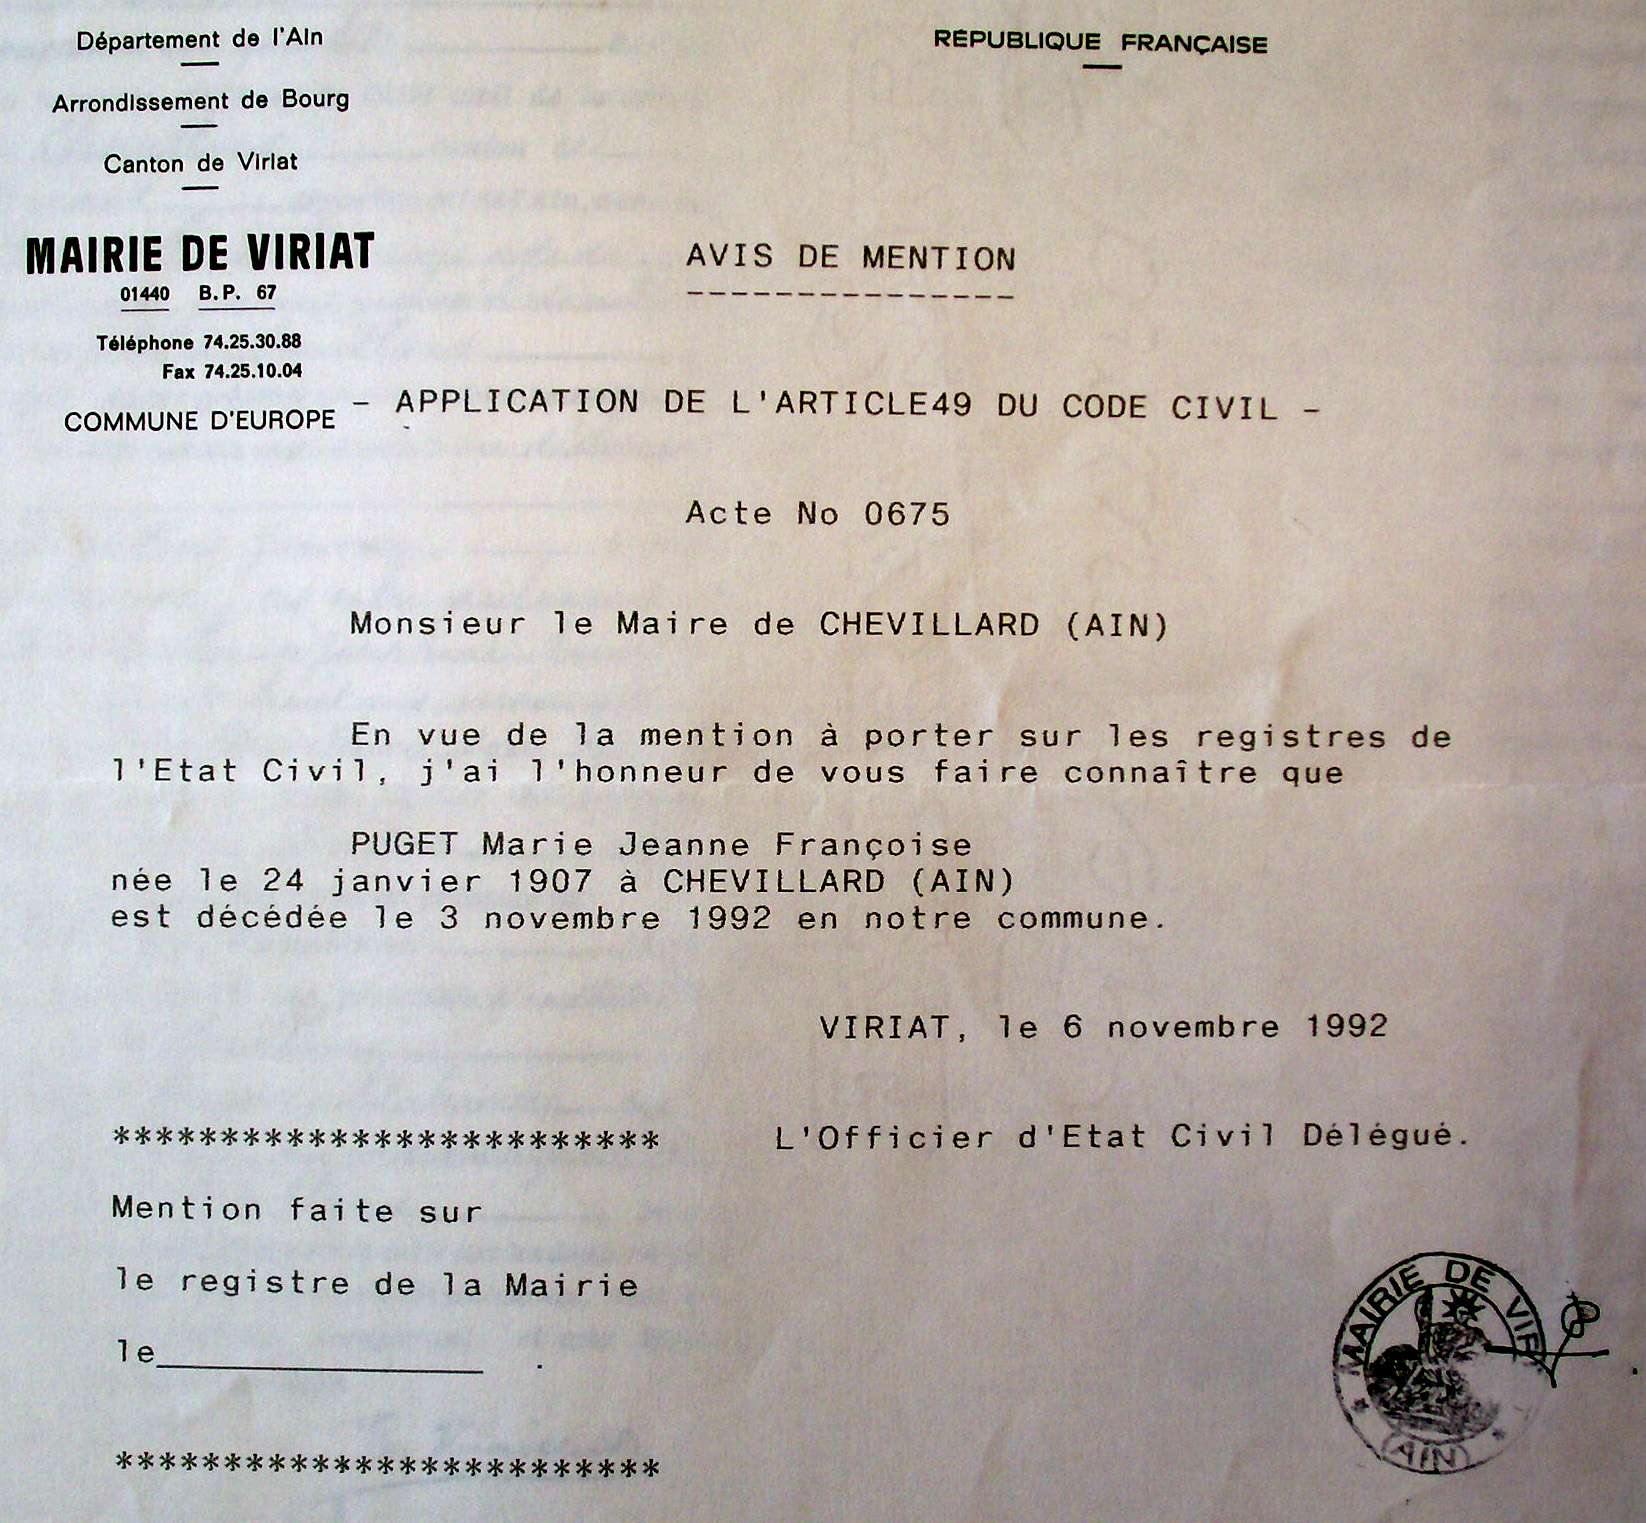 Département de l'Ain
RÉPUBLIQUE FRANÇAISE
Arrondissement de Bourg
Canton de Viriat
MAIRIE DE VIRIAT
01440 B.P. 67
Téléphone 74.25.30.88
Fax 74.25.10.04
COMMUNE D'EUROPE
AVIS DE MENTION
---------------
- APPLICATION DE L'ARTICLE49 DU CODE CIVIL -
Acte No 0675
Monsieur le Maire de CHEVILLARD (AIN)
En vue de la mention à porter sur les registres de
l'Etat Civil, j'ai l'honneur de vous faire connaître que
PUGET Marie Jeanne Françoise
née le 24 janvier 1907 à CHEVILLARD (AIN)
est décédée le 3 novembre 1992 en notre commune.
VIRIAT, le 6 novembre 1992
*************************
L'Officier d'Etat Civil Délégué.
Mention faite sur
le registre de la Mairie
le_______________ .
*************************
MAIRIE DE VIR
(AIN)